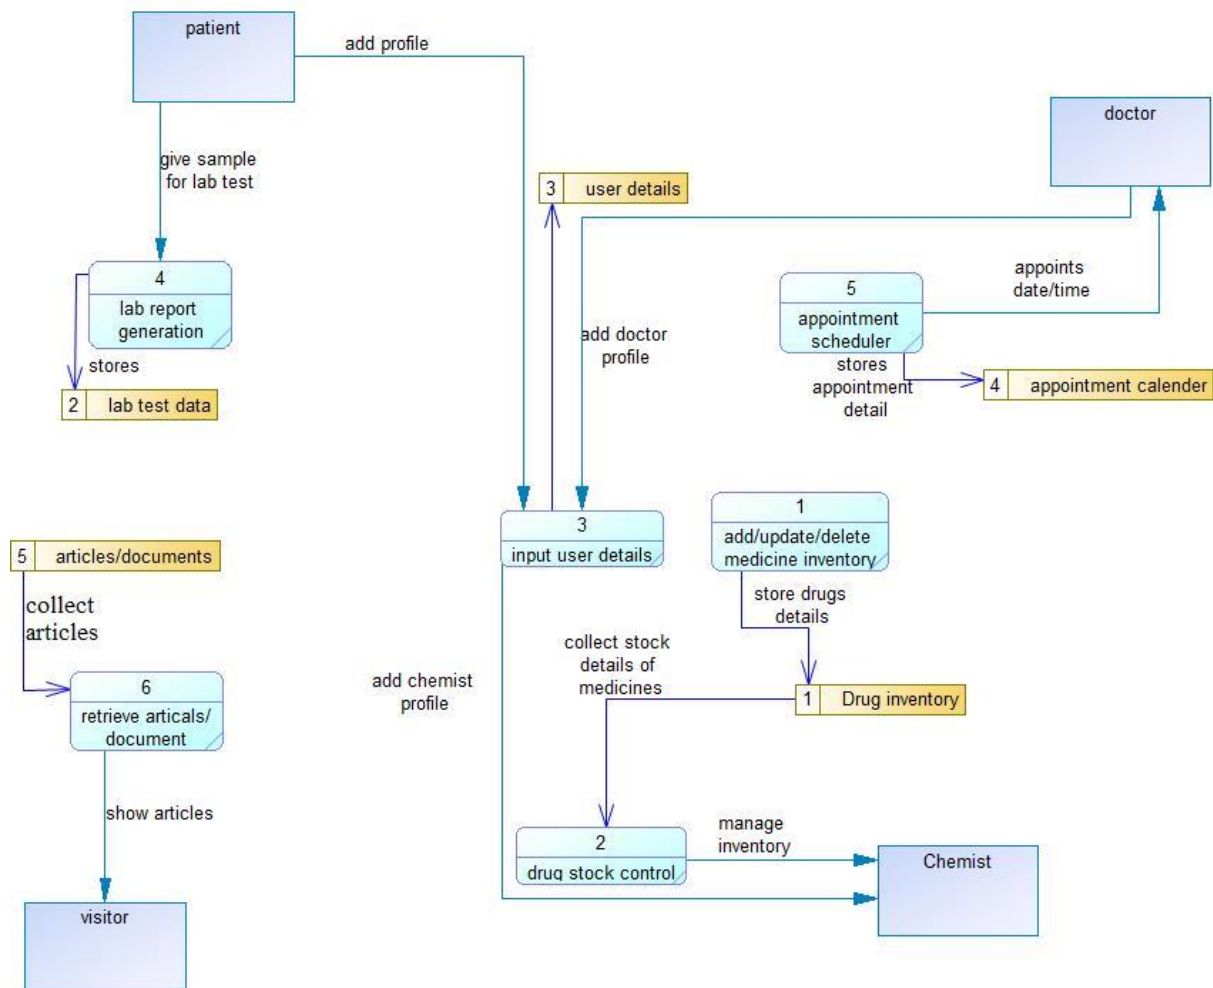 patient
add profile
doctor
give sample
for lab test
3 user details
4
lab report
generation
appoints
date/time
5
appointment
scheduler
add doctor
profile
stores
stores
appointment
detail
4 appointment calender
2 lab test data
3
input user details
1
add/update/delete
medicine inventory
5 articles/documents
collect
articles
store drugs
details
collect stock
details of
medicines
add chemist
profile
6
retrieve articals/
document
1 Drug inventory
show articles
manage
inventory
2
drug stock control
Chemist
visitor